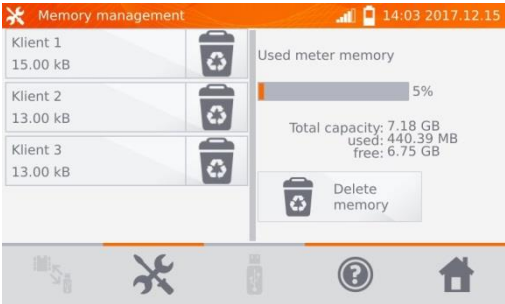 Memory management
14:03 2017.12.15
Klient 1
15.00 kB
Klient 2
13.00 kB
Klient 3
13.00 kB
Used meter memory
5%
Total capacity: 7.18 GB
used: 440.39 MB
free: 6.75 GB
Delete
memory